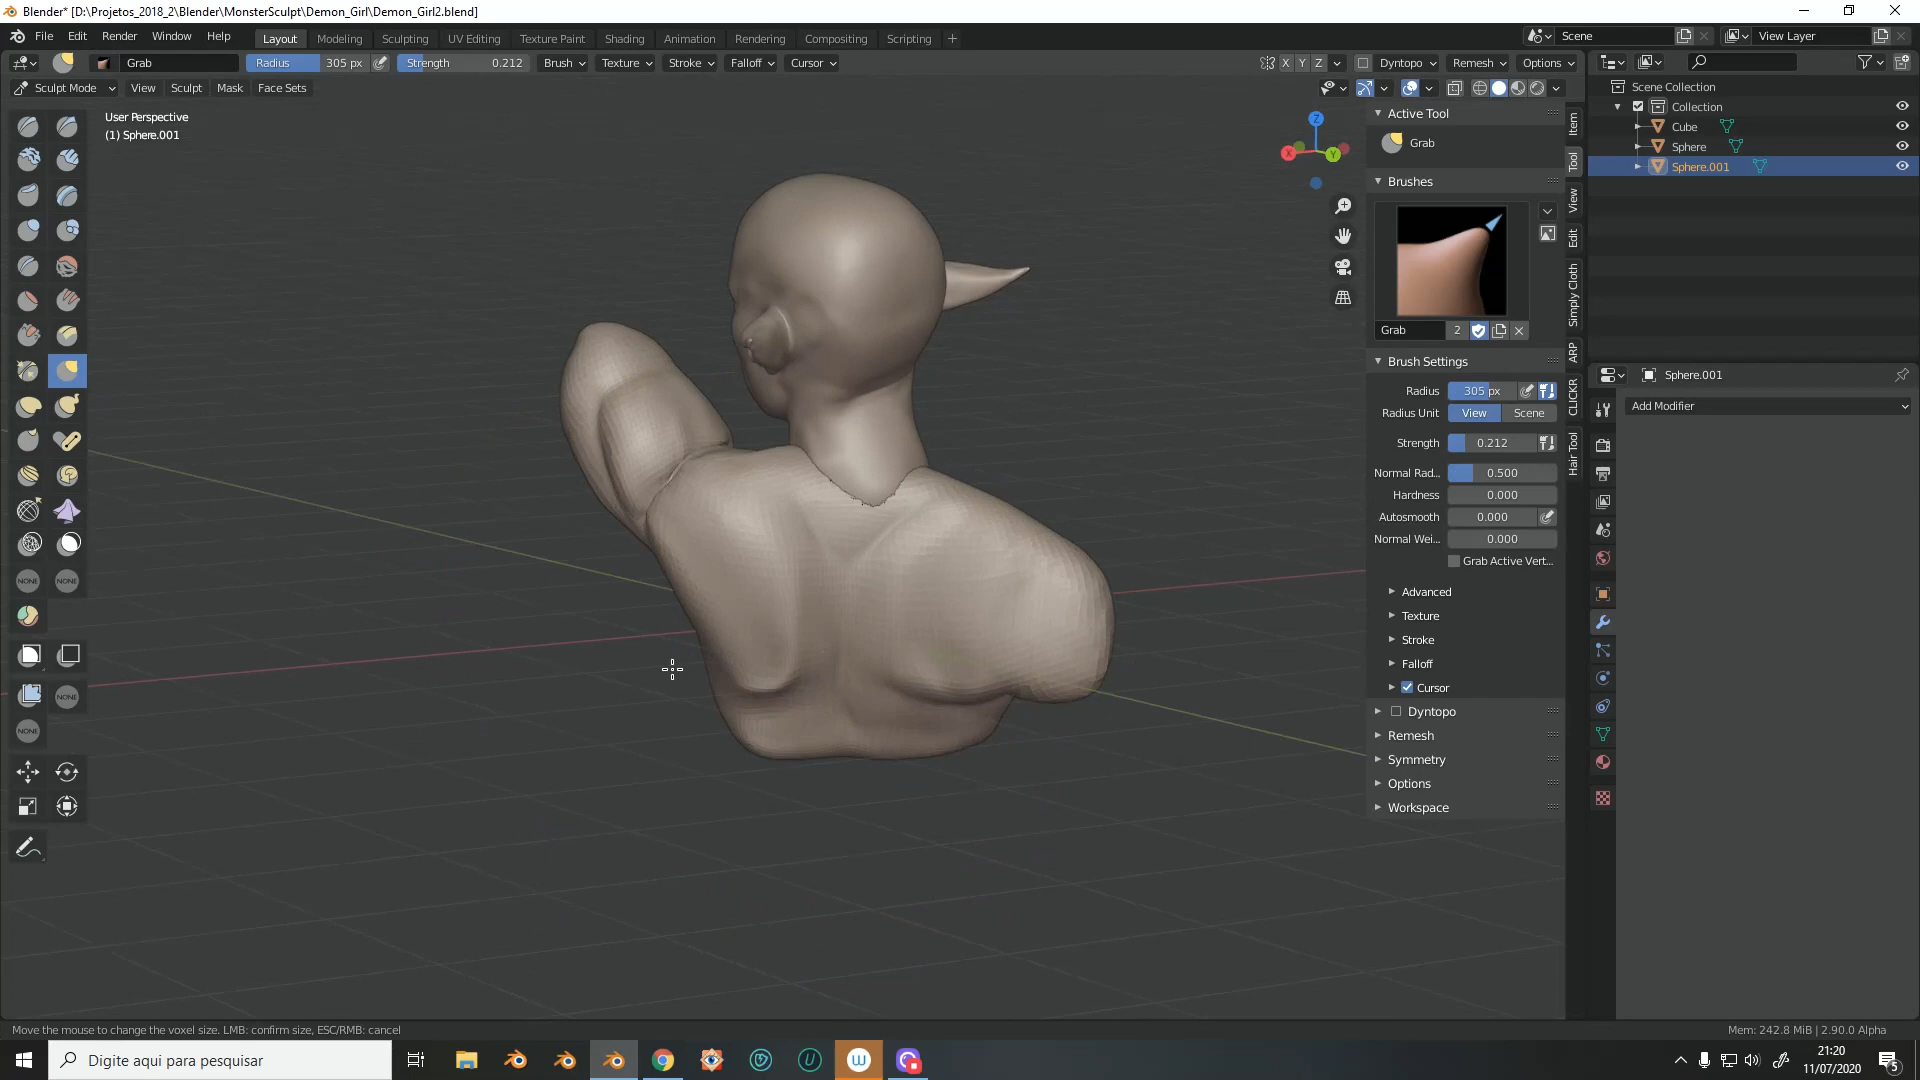 Blender* [D:\Projetos_2018_2\Blender\MonsterSculpt\Demon_Girl\Demon_Girl2.blend]
File Edit Render Window Help
Layout Modeling Sculpting UV Editing Texture Paint Shading Animation Rendering Compositing Scripting +
Scene
View Layer
Grab
Radius 305 px
Strength 0.212
Brush Texture Stroke Falloff Cursor
X Y Z
Dyntopo Remesh Options
Sculpt Mode View Sculpt Mask Face Sets
User Perspective
(1) Sphere.001
Z
X
Y
NONE NONE
NONE
NONE
Active Tool
Grab
Brushes
Grab 2
Brush Settings
Radius 305 px
Radius Unit View Scene
Strength 0.212
Normal Rad... 0.500
Hardness 0.000
Autosmooth 0.000
Normal Wei... 0.000
Grab Active Vert...
Advanced
Texture
Stroke
Falloff
Cursor
Dyntopo
Remesh
Symmetry
Options
Workspace
Item
Tool
View
Edit
Simply Cloth
ARP
CLICKR
Hair Tool
Scene Collection
Collection
Cube
Sphere
Sphere.001
Sphere.001
Add Modifier
Move the mouse to change the voxel size. LMB: confirm size, ESC/RMB: cancel
Mem: 242.8 MiB | 2.90.0 Alpha
Digite aqui para pesquisar
21:20
11/07/2020
5